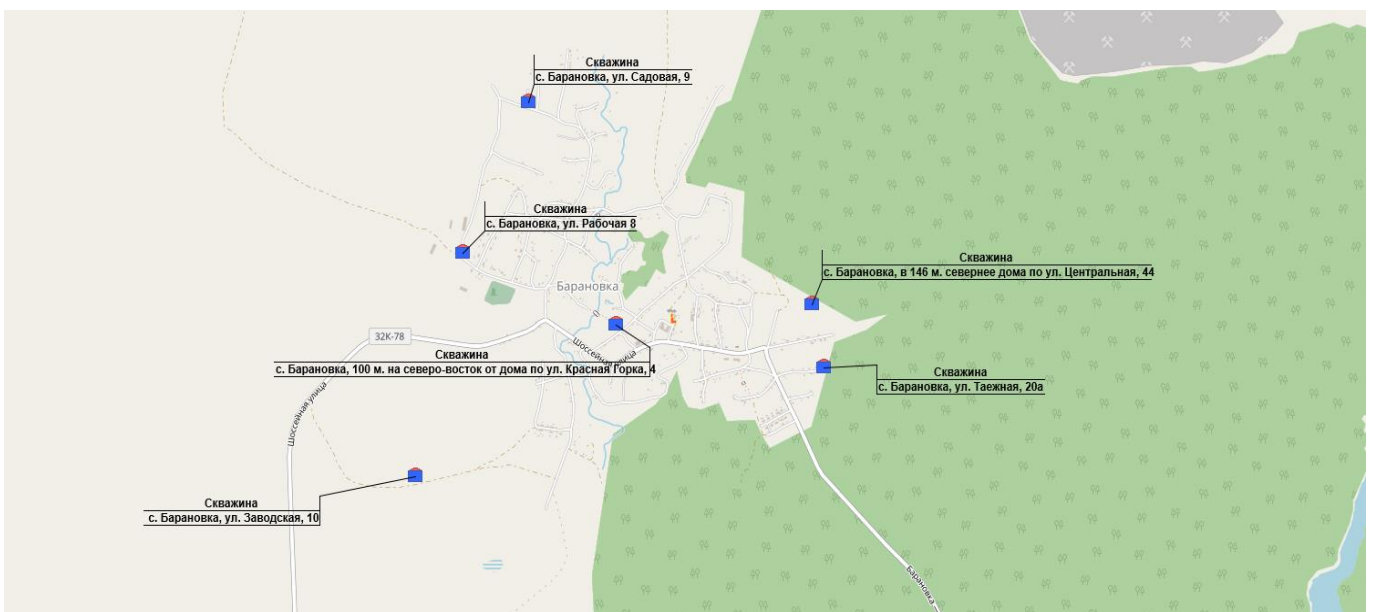 Скважина
с. Барановка, ул. Садовая, 9
Скважина
с. Барановка, ул. Рабочая 8
Скважина
с. Барановка, в 146 м. севернее дома по ул. Центральная, 44
Барановка
32К-78
Шоссейная улица
Скважина
с. Барановка, 100 м. на северо-восток от дома по ул. Красная Горка, 4
Скважина
с. Барановка, ул. Таежная, 20а
Шоссейная улица
Скважина
с. Барановка, ул. Заводская, 10
Барановка